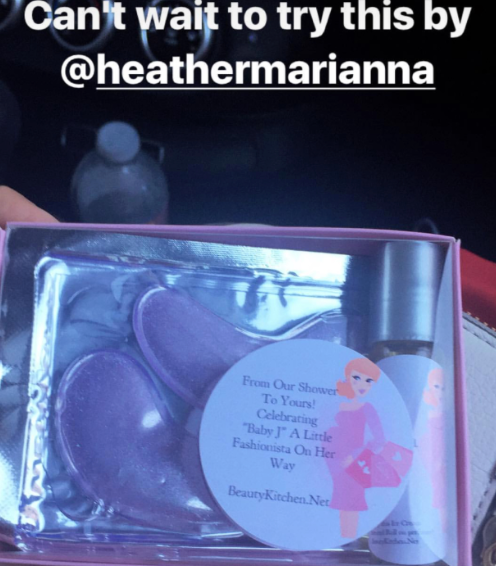 Can't wait to try this by
@heathermarianna
From Our Shower
To Yours!
Celebrating
"Baby J" A Little
Fashionista On Her
Way
BeautyKitchen.Net